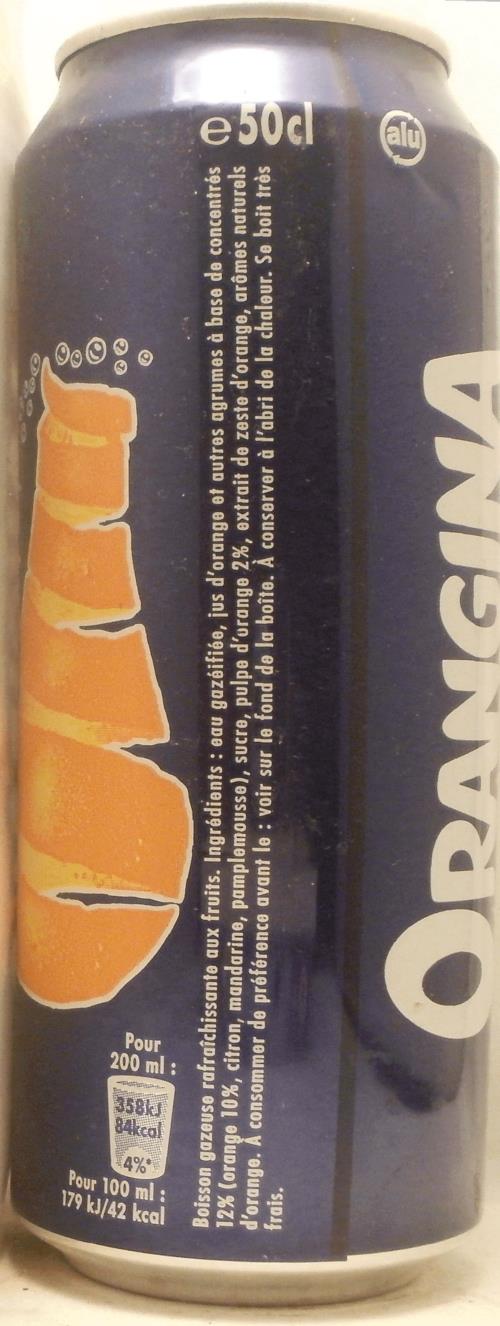 e 50cl
alu
Boisson gazeuse rafraîchissante aux fruits. Ingrédients : eau gazéifiée, jus d'orange et autres agrumes à base de concentrés
12% (orange 10%, citron, mandarine, pamplemousse), sucre, pulpe d'orange 2%, extrait de zeste d'orange, arômes naturels
d'orange. À consommer de préférence avant le : voir sur le fond de la boîte. À conserver à l'abri de la chaleur. Se boit très
frais.
ORANGINA
Pour
200 ml :
358kJ
84kcal
4%*
Pour 100 ml :
179 kJ/42 kcal